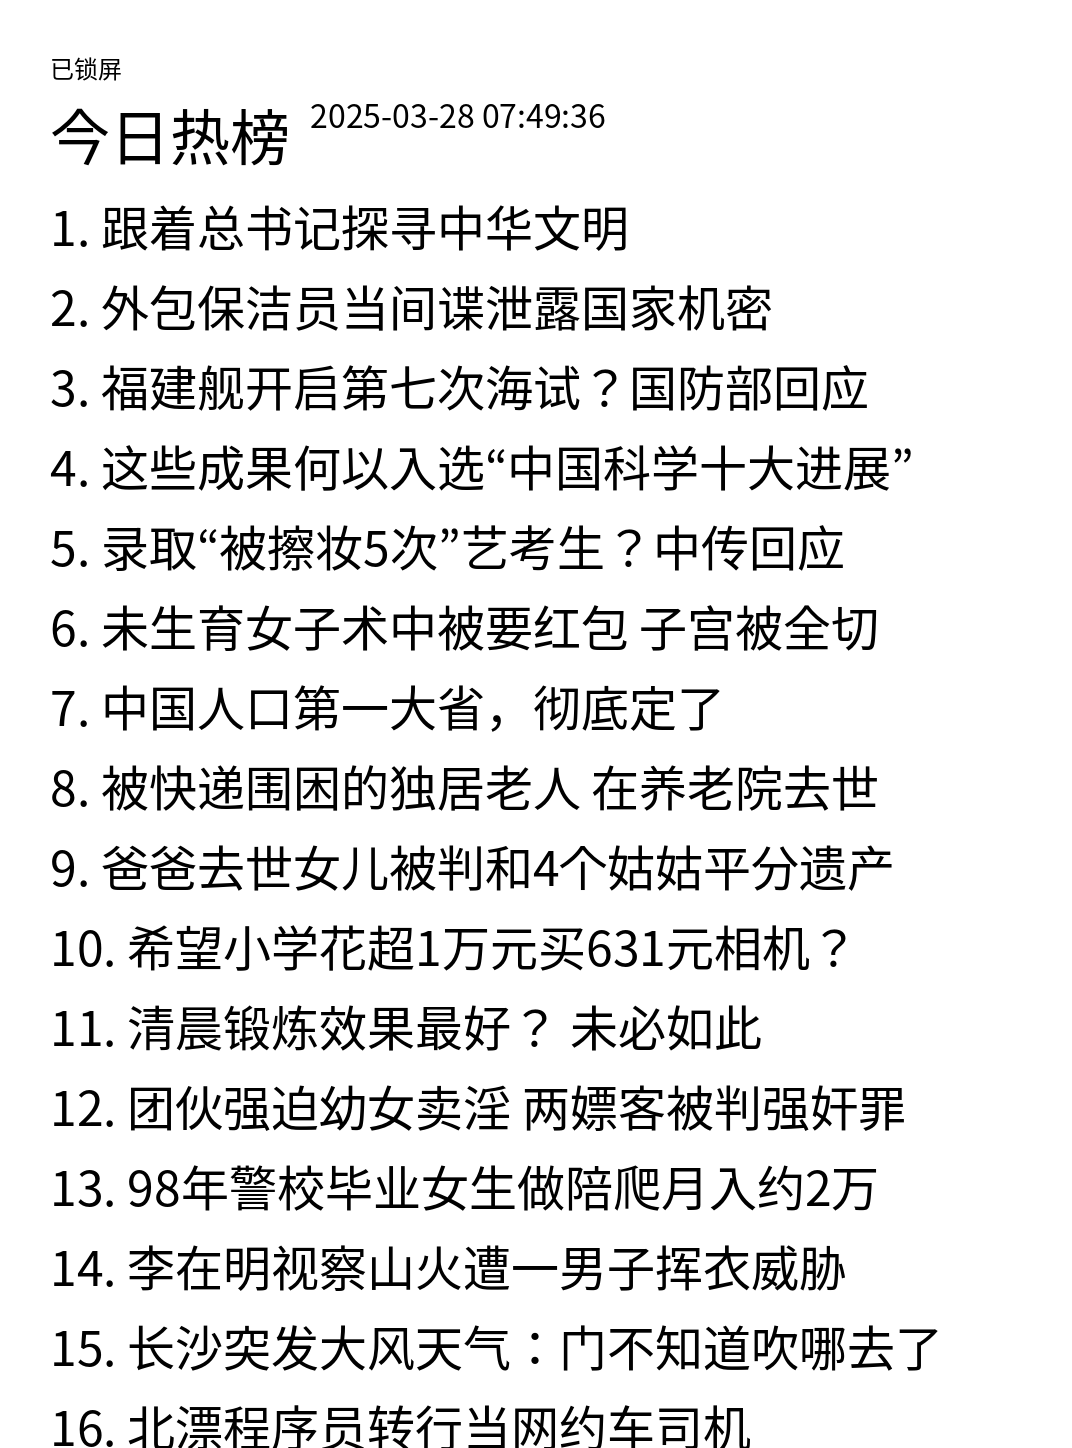 已锁屏
今日热榜 2025-03-28 07:49:36
1. 跟着总书记探寻中华文明
2. 外包保洁员当间谍泄露国家机密
3. 福建舰开启第七次海试？国防部回应
4. 这些成果何以入选“中国科学十大进展”
5. 录取“被擦妆5次”艺考生？中传回应
6. 未生育女子术中被要红包 子宫被全切
7. 中国人口第一大省，彻底定了
8. 被快递围困的独居老人 在养老院去世
9. 爸爸去世女儿被判和4个姑姑平分遗产
10. 希望小学花超1万元买631元相机？
11. 清晨锻炼效果最好？ 未必如此
12. 团伙强迫幼女卖淫 两嫖客被判强奸罪
13. 98年警校毕业女生做陪爬月入约2万
14. 李在明视察山火遭一男子挥衣威胁
15. 长沙突发大风天气：门不知道吹哪去了
16. 北漂程序员转行当网约车司机